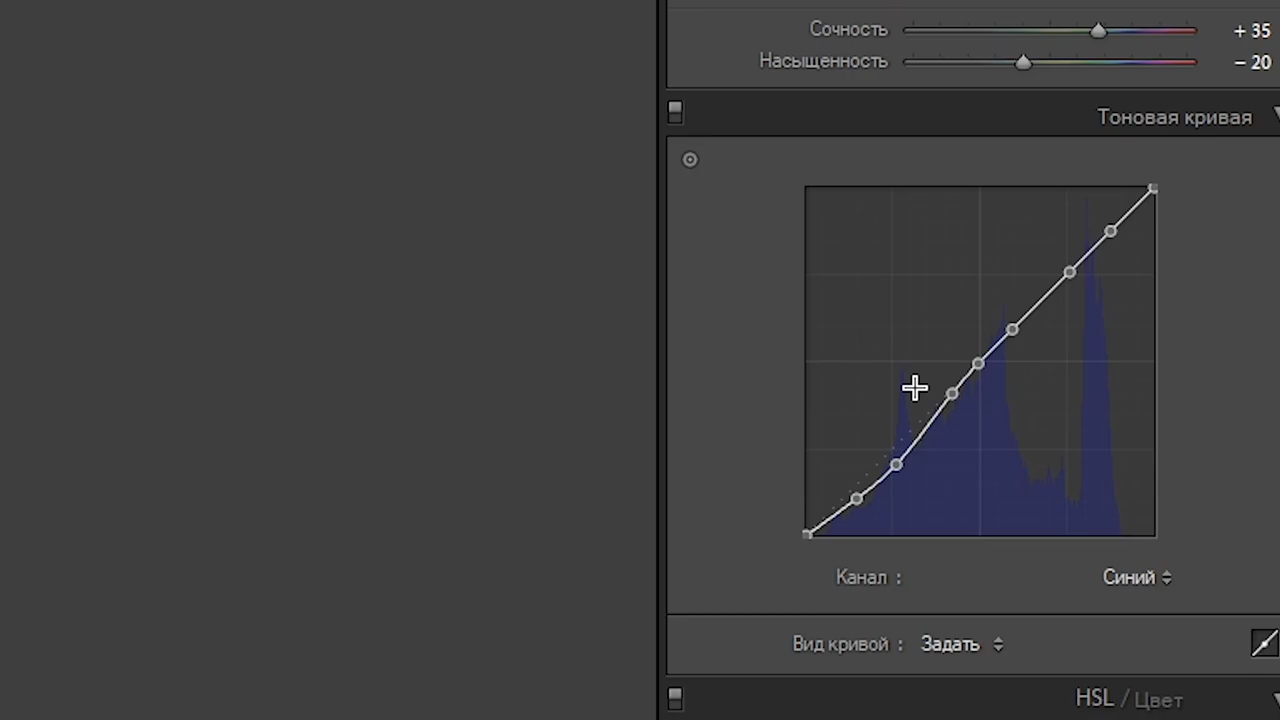 Сочность + 35
Насыщенность – 20
Тоновая кривая
Канал : Синий
Вид кривой : Задать
HSL / Цвет